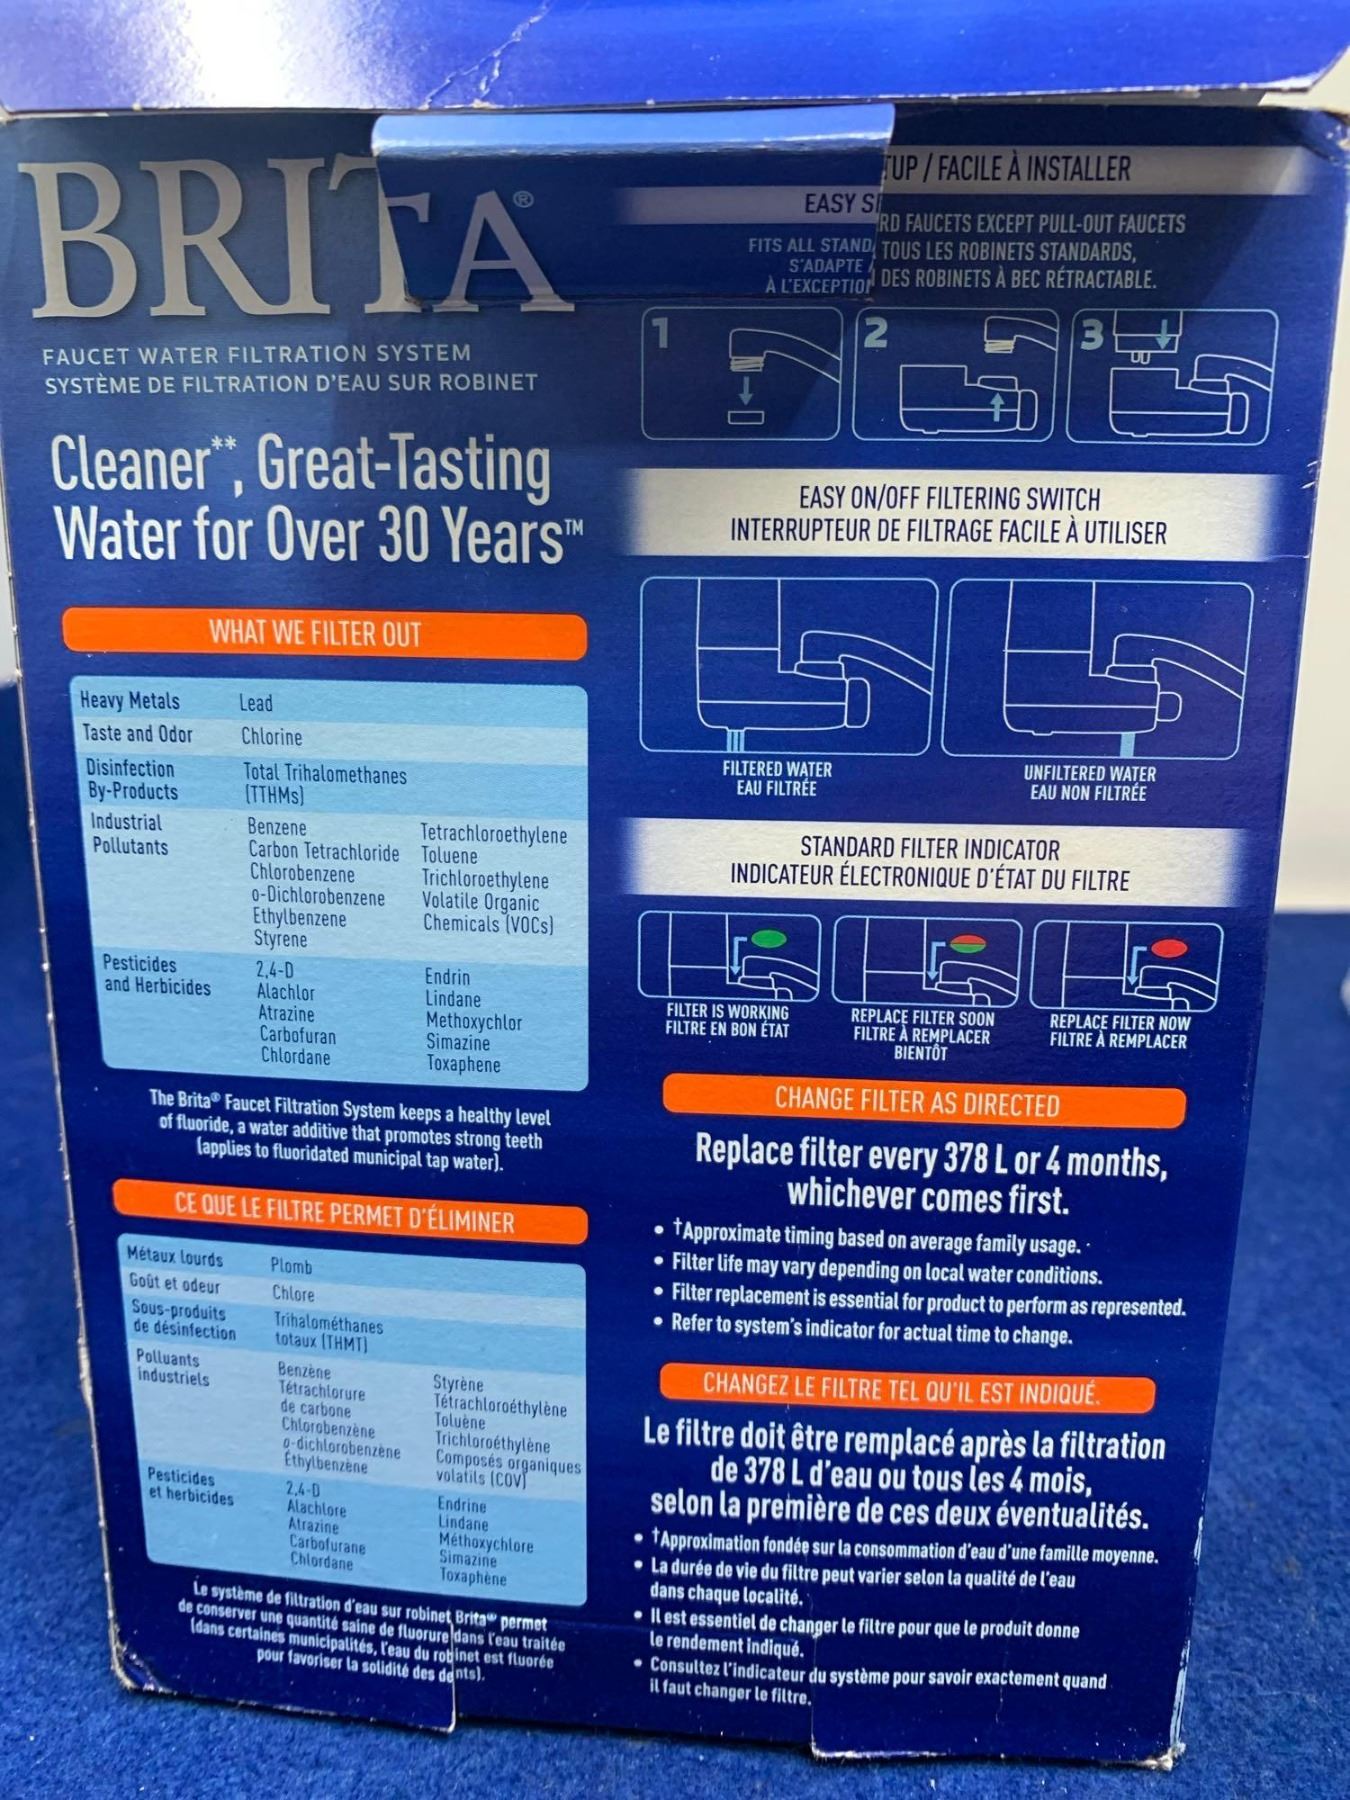 BRITA®
FAUCET WATER FILTRATION SYSTEM
SYSTÈME DE FILTRATION D'EAU SUR ROBINET
Cleaner**, Great-Tasting
Water for Over 30 Years™
WHAT WE FILTER OUT
Heavy Metals Lead
Taste and Odor Chlorine
Disinfection Total Trihalomethanes
By-Products (TTHMs)
Industrial Benzene Tetrachloroethylene
Pollutants Carbon Tetrachloride Toluene
Chlorobenzene Trichloroethylene
o-Dichlorobenzene Volatile Organic
Ethylbenzene Chemicals (VOCs)
Styrene
Pesticides 2,4-D Endrin
and Herbicides Alachlor Lindane
Atrazine Methoxychlor
Carbofuran Simazine
Chlordane Toxaphene
The Brita® Faucet Filtration System keeps a healthy level
of fluoride, a water additive that promotes strong teeth
(applies to fluoridated municipal tap water).
CE QUE LE FILTRE PERMET D'ÉLIMINER
Métaux lourds Plomb
Goût et odeur Chlore
Sous-produits Trihalométhanes
de désinfection totaux (THMT)
Polluants Benzène Styrène
industriels Tétrachlorure Tétrachloroéthylène
de carbone Toluène
Chlorobenzène Trichloroéthylène
o-dichlorobenzène Composés organiques
Éthylbenzène volatils (COV)
Pesticides 2,4-D Endrine
et herbicides Alachlore Lindane
Atrazine Méthoxychlore
Carbofurane Simazine
Chlordane Toxaphène
Le système de filtration d'eau sur robinet Brita permet
de conserver une quantité saine de fluorure dans l'eau traitée
(dans certaines municipalités, l'eau du robinet est fluorée
pour favoriser la solidité des dents).
EASY S TUP / FACILE À INSTALLER
FITS ALL STAND RD FAUCETS EXCEPT PULL-OUT FAUCETS
S'ADAPTE TOUS LES ROBINETS STANDARDS,
À L'EXCEPTION DES ROBINETS À BEC RÉTRACTABLE.
1 2 3
EASY ON/OFF FILTERING SWITCH
INTERRUPTEUR DE FILTRAGE FACILE À UTILISER
FILTERED WATER
EAU FILTRÉE
UNFILTERED WATER
EAU NON FILTRÉE
STANDARD FILTER INDICATOR
INDICATEUR ÉLECTRONIQUE D'ÉTAT DU FILTRE
FILTER IS WORKING
FILTRE EN BON ÉTAT
REPLACE FILTER SOON
FILTRE À REMPLACER
BIENTÔT
REPLACE FILTER NOW
FILTRE À REMPLACER
CHANGE FILTER AS DIRECTED
Replace filter every 378 L or 4 months,
whichever comes first.
• †Approximate timing based on average family usage.
• Filter life may vary depending on local water conditions.
• Filter replacement is essential for product to perform as represented.
• Refer to system's indicator for actual time to change.
CHANGEZ LE FILTRE TEL QU'IL EST INDIQUÉ.
Le filtre doit être remplacé après la filtration
de 378 L d'eau ou tous les 4 mois,
selon la première de ces deux éventualités.
• †Approximation fondée sur la consommation d'eau d'une famille moyenne.
• La durée de vie du filtre peut varier selon la qualité de l'eau
dans chaque localité.
• Il est essentiel de changer le filtre pour que le produit donne
le rendement indiqué.
• Consultez l'indicateur du système pour savoir exactement quand
il faut changer le filtre.